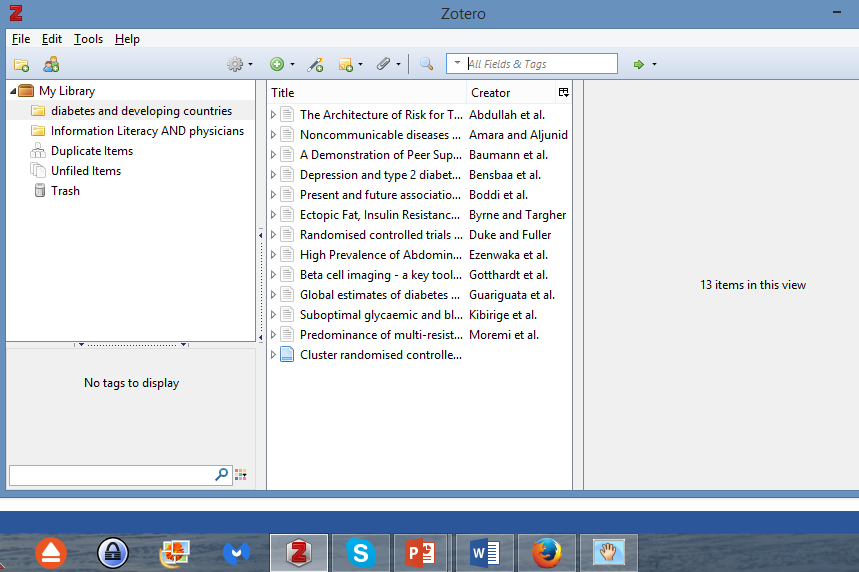 Zotero
File Edit Tools Help
All Fields & Tags
My Library
diabetes and developing countries
Information Literacy AND physicians
Duplicate Items
Unfiled Items
Trash
No tags to display
Title Creator
The Architecture of Risk for T... Abdullah et al.
Noncommunicable diseases ... Amara and Aljunid
A Demonstration of Peer Sup... Baumann et al.
Depression and type 2 diabet... Bensbaa et al.
Present and future associatio... Boddi et al.
Ectopic Fat, Insulin Resistanc... Byrne and Targher
Randomised controlled trials ... Duke and Fuller
High Prevalence of Abdomin... Ezenwaka et al.
Beta cell imaging - a key tool... Gotthardt et al.
Global estimates of diabetes ... Guariguata et al.
Suboptimal glycaemic and bl... Kibirige et al.
Predominance of multi-resist... Moremi et al.
Cluster randomised controlle...
13 items in this view